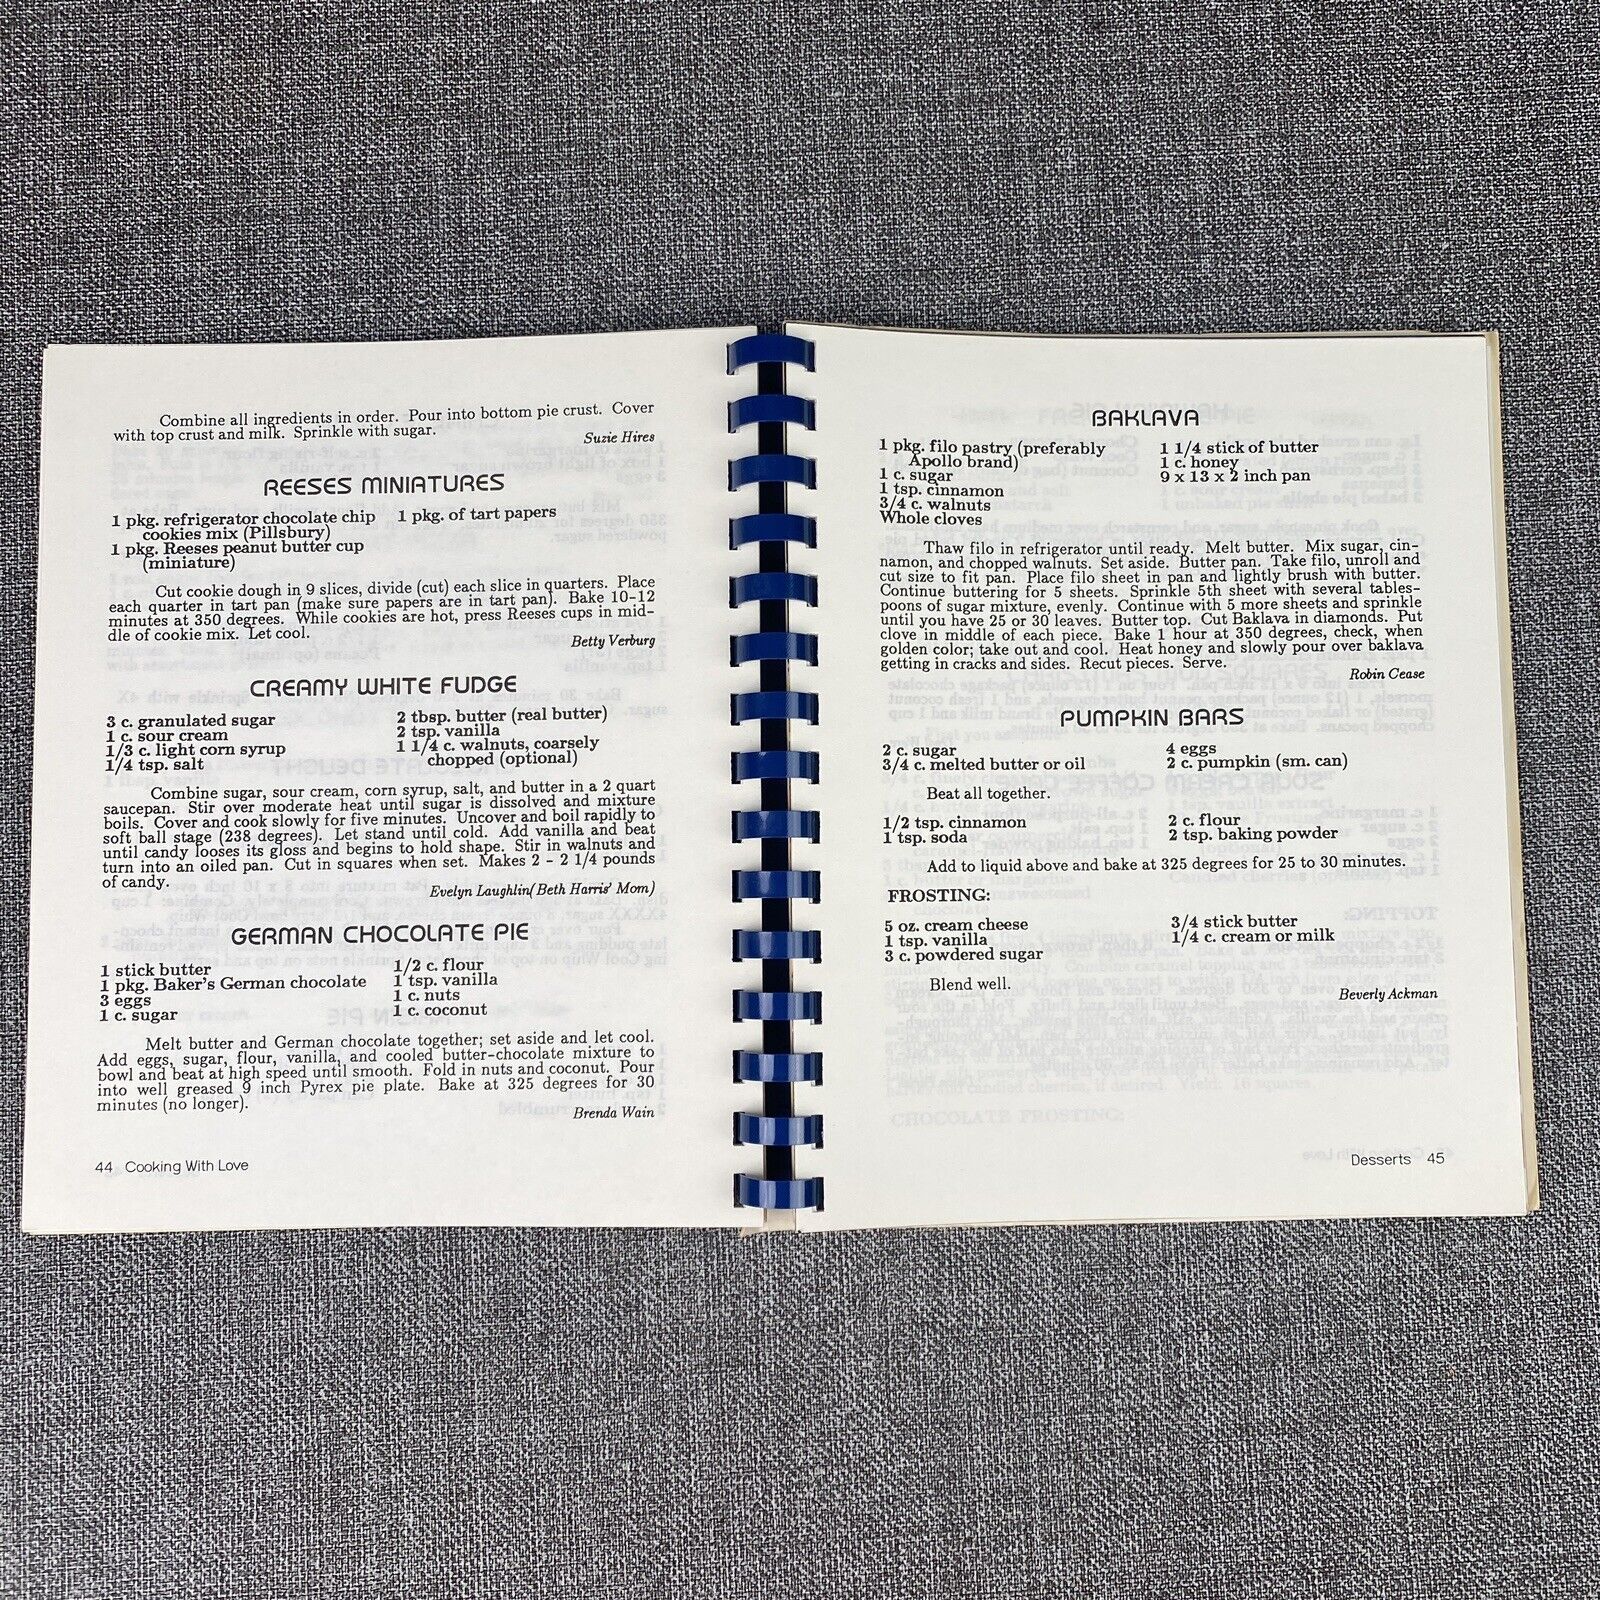 Combine all ingredients in order. Pour into bottom pie crust. Cover
with top crust and milk. Sprinkle with sugar.
Suzie Hires
REESES MINIATURES
1 pkg. refrigerator chocolate chip
cookies mix (Pillsbury)
1 pkg. Reeses peanut butter cup
(miniature)
1 pkg. of tart papers
Cut cookie dough in 9 slices, divide (cut) each slice in quarters. Place
each quarter in tart pan (make sure papers are in tart pan). Bake 10-12
minutes at 350 degrees. While cookies are hot, press Reeses cups in mid-
dle of cookie mix. Let cool.
Betty Verburg
CREAMY WHITE FUDGE
3 c. granulated sugar
1 c. sour cream
1/3 c. light corn syrup
1/4 tsp. salt
2 tbsp. butter (real butter)
2 tsp. vanilla
1 1/4 c. walnuts, coarsely
chopped (optional)
Combine sugar, sour cream, corn syrup, salt, and butter in a 2 quart
saucepan. Stir over moderate heat until sugar is dissolved and mixture
boils. Cover and cook slowly for five minutes. Uncover and boil rapidly to
soft ball stage (238 degrees). Let stand until cold. Add vanilla and beat
until candy looses its gloss and begins to hold shape. Stir in walnuts and
turn into an oiled pan. Cut in squares when set. Makes 2 - 2 1/4 pounds
of candy.
Evelyn Laughlin(Beth Harris' Mom)
GERMAN CHOCOLATE PIE
1 stick butter
1 pkg. Baker's German chocolate
3 eggs
1 c. sugar
1/2 c. flour
1 tsp. vanilla
1 c. nuts
1 c. coconut
Melt butter and German chocolate together; set aside and let cool.
Add eggs, sugar, flour, vanilla, and cooled butter-chocolate mixture to
bowl and beat at high speed until smooth. Fold in nuts and coconut. Pour
into well greased 9 inch Pyrex pie plate. Bake at 325 degrees for 30
minutes (no longer).
Brenda Wain
44 Cooking With Love
BAKLAVA
1 pkg. filo pastry (preferably
Apollo brand)
1 c. sugar
1 tsp. cinnamon
3/4 c. walnuts
Whole cloves
1 1/4 stick of butter
1 c. honey
9 x 13 x 2 inch pan
Thaw filo in refrigerator until ready. Melt butter. Mix sugar, cin-
namon, and chopped walnuts. Set aside. Butter pan. Take filo, unroll and
cut size to fit pan. Place filo sheet in pan and lightly brush with butter.
Continue buttering for 5 sheets. Sprinkle 5th sheet with several tables-
poons of sugar mixture, evenly. Continue with 5 more sheets and sprinkle
until you have 25 or 30 leaves. Butter top. Cut Baklava in diamonds. Put
clove in middle of each piece. Bake 1 hour at 350 degrees, check, when
golden color; take out and cool. Heat honey and slowly pour over baklava
getting in cracks and sides. Recut pieces. Serve.
Robin Cease
PUMPKIN BARS
2 c. sugar
3/4 c. melted butter or oil
4 eggs
2 c. pumpkin (sm. can)
Beat all together.
1/2 tsp. cinnamon
1 tsp. soda
2 c. flour
2 tsp. baking powder
Add to liquid above and bake at 325 degrees for 25 to 30 minutes.
FROSTING:
5 oz. cream cheese
1 tsp. vanilla
3 c. powdered sugar
3/4 stick butter
1/4 c. cream or milk
Blend well.
Beverly Ackman
CHOCOLATE FROSTING:
Desserts 45